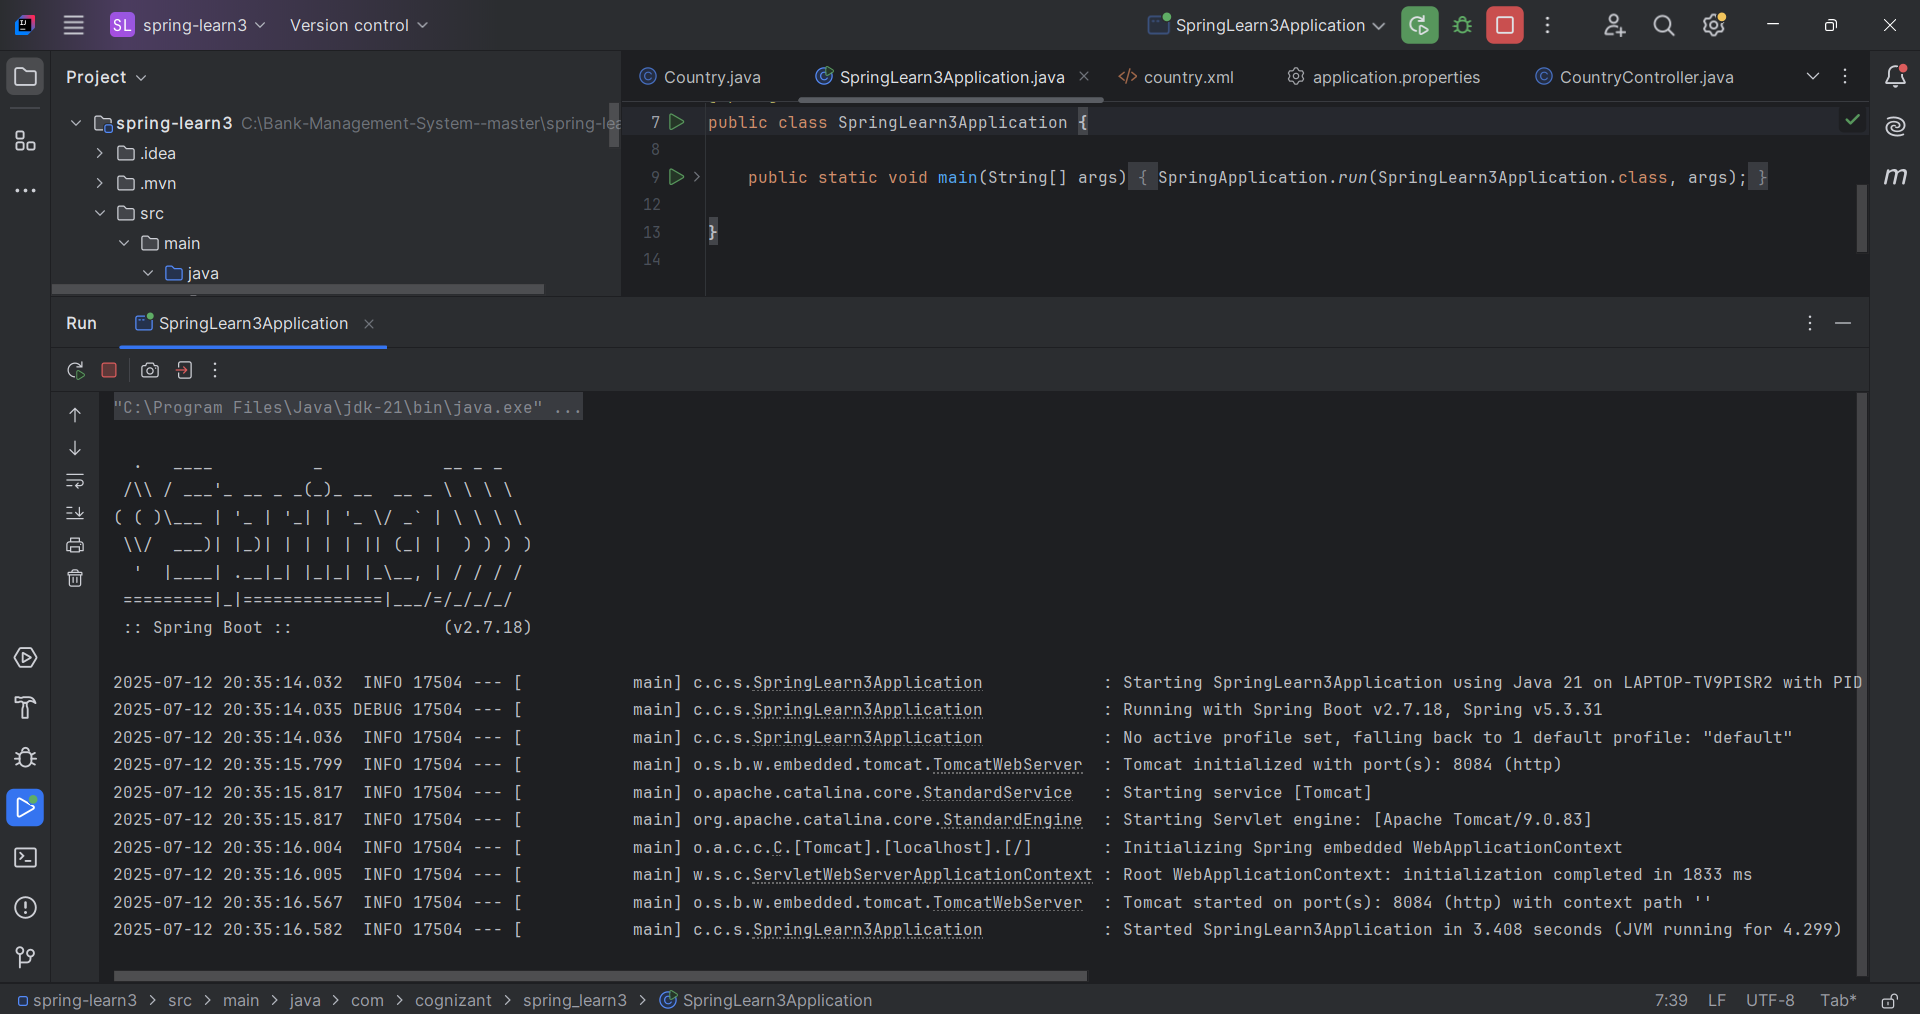 SL spring-learn3 Version control SpringLearn3Application
Project
spring-learn3 C:\Bank-Management-System--master\spring-lea
.idea
.mvn
src
main
java
Country.java SpringLearn3Application.java country.xml application.properties CountryController.java
7 public class SpringLearn3Application {
8
9 public static void main(String[] args) { SpringApplication.run(SpringLearn3Application.class, args); }
12
13 }
14
Run SpringLearn3Application
"C:\Program Files\Java\jdk-21\bin\java.exe" ...
  .   ____          _            __ _ _
 /\\ / ___'_ __ _ _(_)_ __  __ _ \ \ \ \
( ( )\___ | '_ | '_| | '_ \/ _` | \ \ \ \
 \\/  ___)| |_)| | | | | || (_| |  ) ) ) )
  '  |____| .__|_| |_|_| |_\__, | / / / /
 =========|_|==============|___/=/_/_/_/
 :: Spring Boot ::               (v2.7.18)
2025-07-12 20:35:14.032  INFO 17504 --- [           main] c.c.s.SpringLearn3Application            : Starting SpringLearn3Application using Java 21 on LAPTOP-TV9PISR2 with PID
2025-07-12 20:35:14.035 DEBUG 17504 --- [           main] c.c.s.SpringLearn3Application            : Running with Spring Boot v2.7.18, Spring v5.3.31
2025-07-12 20:35:14.036  INFO 17504 --- [           main] c.c.s.SpringLearn3Application            : No active profile set, falling back to 1 default profile: "default"
2025-07-12 20:35:15.799  INFO 17504 --- [           main] o.s.b.w.embedded.tomcat.TomcatWebServer  : Tomcat initialized with port(s): 8084 (http)
2025-07-12 20:35:15.817  INFO 17504 --- [           main] o.apache.catalina.core.StandardService   : Starting service [Tomcat]
2025-07-12 20:35:15.817  INFO 17504 --- [           main] org.apache.catalina.core.StandardEngine  : Starting Servlet engine: [Apache Tomcat/9.0.83]
2025-07-12 20:35:16.004  INFO 17504 --- [           main] o.a.c.c.C.[Tomcat].[localhost].[/]       : Initializing Spring embedded WebApplicationContext
2025-07-12 20:35:16.005  INFO 17504 --- [           main] w.s.c.ServletWebServerApplicationContext : Root WebApplicationContext: initialization completed in 1833 ms
2025-07-12 20:35:16.567  INFO 17504 --- [           main] o.s.b.w.embedded.tomcat.TomcatWebServer  : Tomcat started on port(s): 8084 (http) with context path ''
2025-07-12 20:35:16.582  INFO 17504 --- [           main] c.c.s.SpringLearn3Application            : Started SpringLearn3Application in 3.408 seconds (JVM running for 4.299)
spring-learn3 > src > main > java > com > cognizant > spring_learn3 > SpringLearn3Application 7:39 LF UTF-8 Tab*